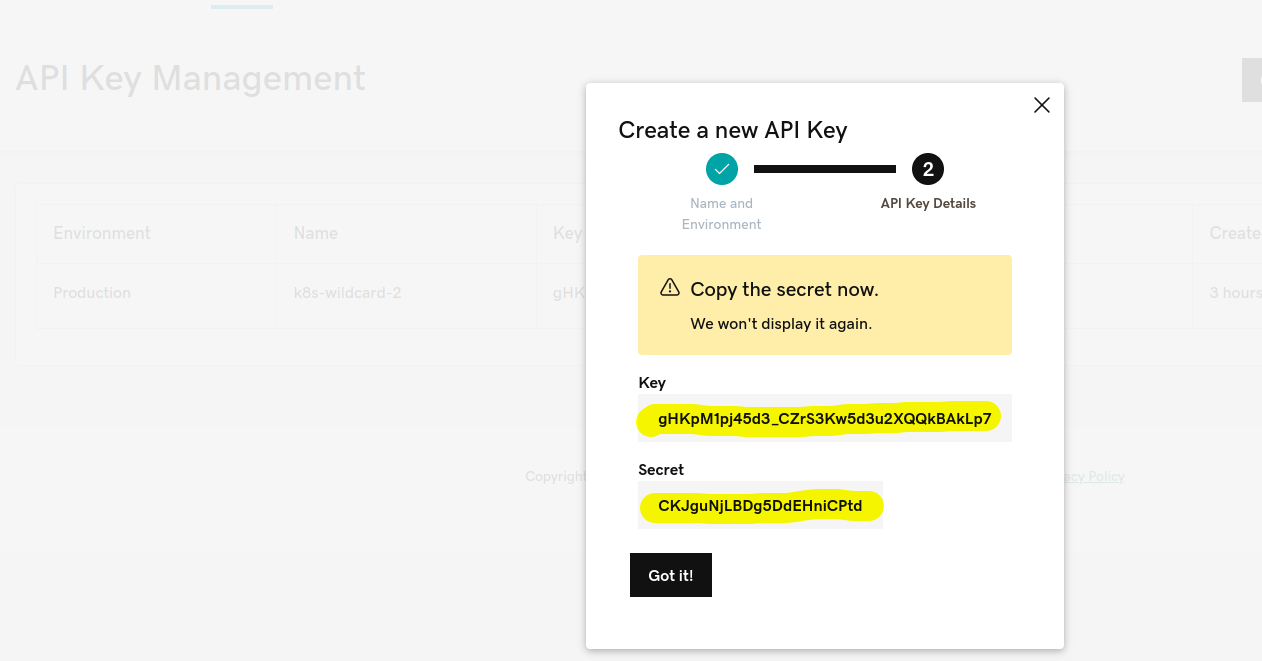 API Key Management
Create a new API Key
2
Name and
Environment
API Key Details
Copy the secret now.
We won't display it again.
Key
gHKpM1pj45d3_CZrS3Kw5d3u2XQQkBAkLp7
Secret
CKJguNjLBDg5DdEHniCPtd
Got it!
Environment Name Key Create
Production k8s-wildcard-2 gHK 3 hours
Copyright acy Policy